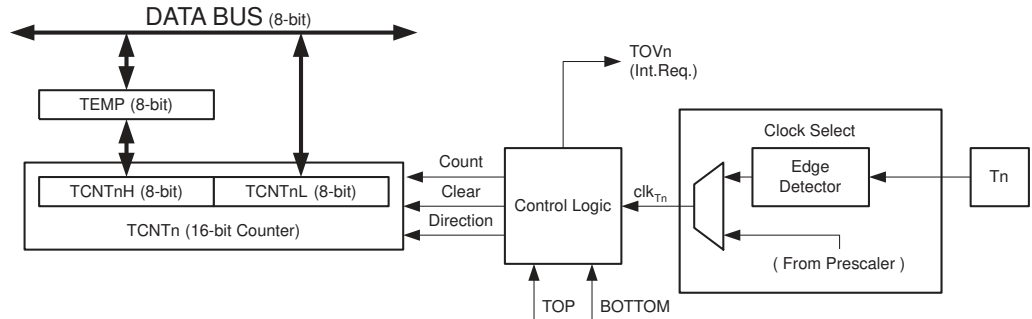 DATA BUS (8-bit)
TOVn
(Int.Req.)
TEMP (8-bit)
Clock Select
Count
Edge
Detector
Tn
TCNTnH (8-bit) TCNTnL (8-bit)
Clear
Control Logic
clkTn
TCNTn (16-bit Counter)
Direction
( From Prescaler )
TOP
BOTTOM